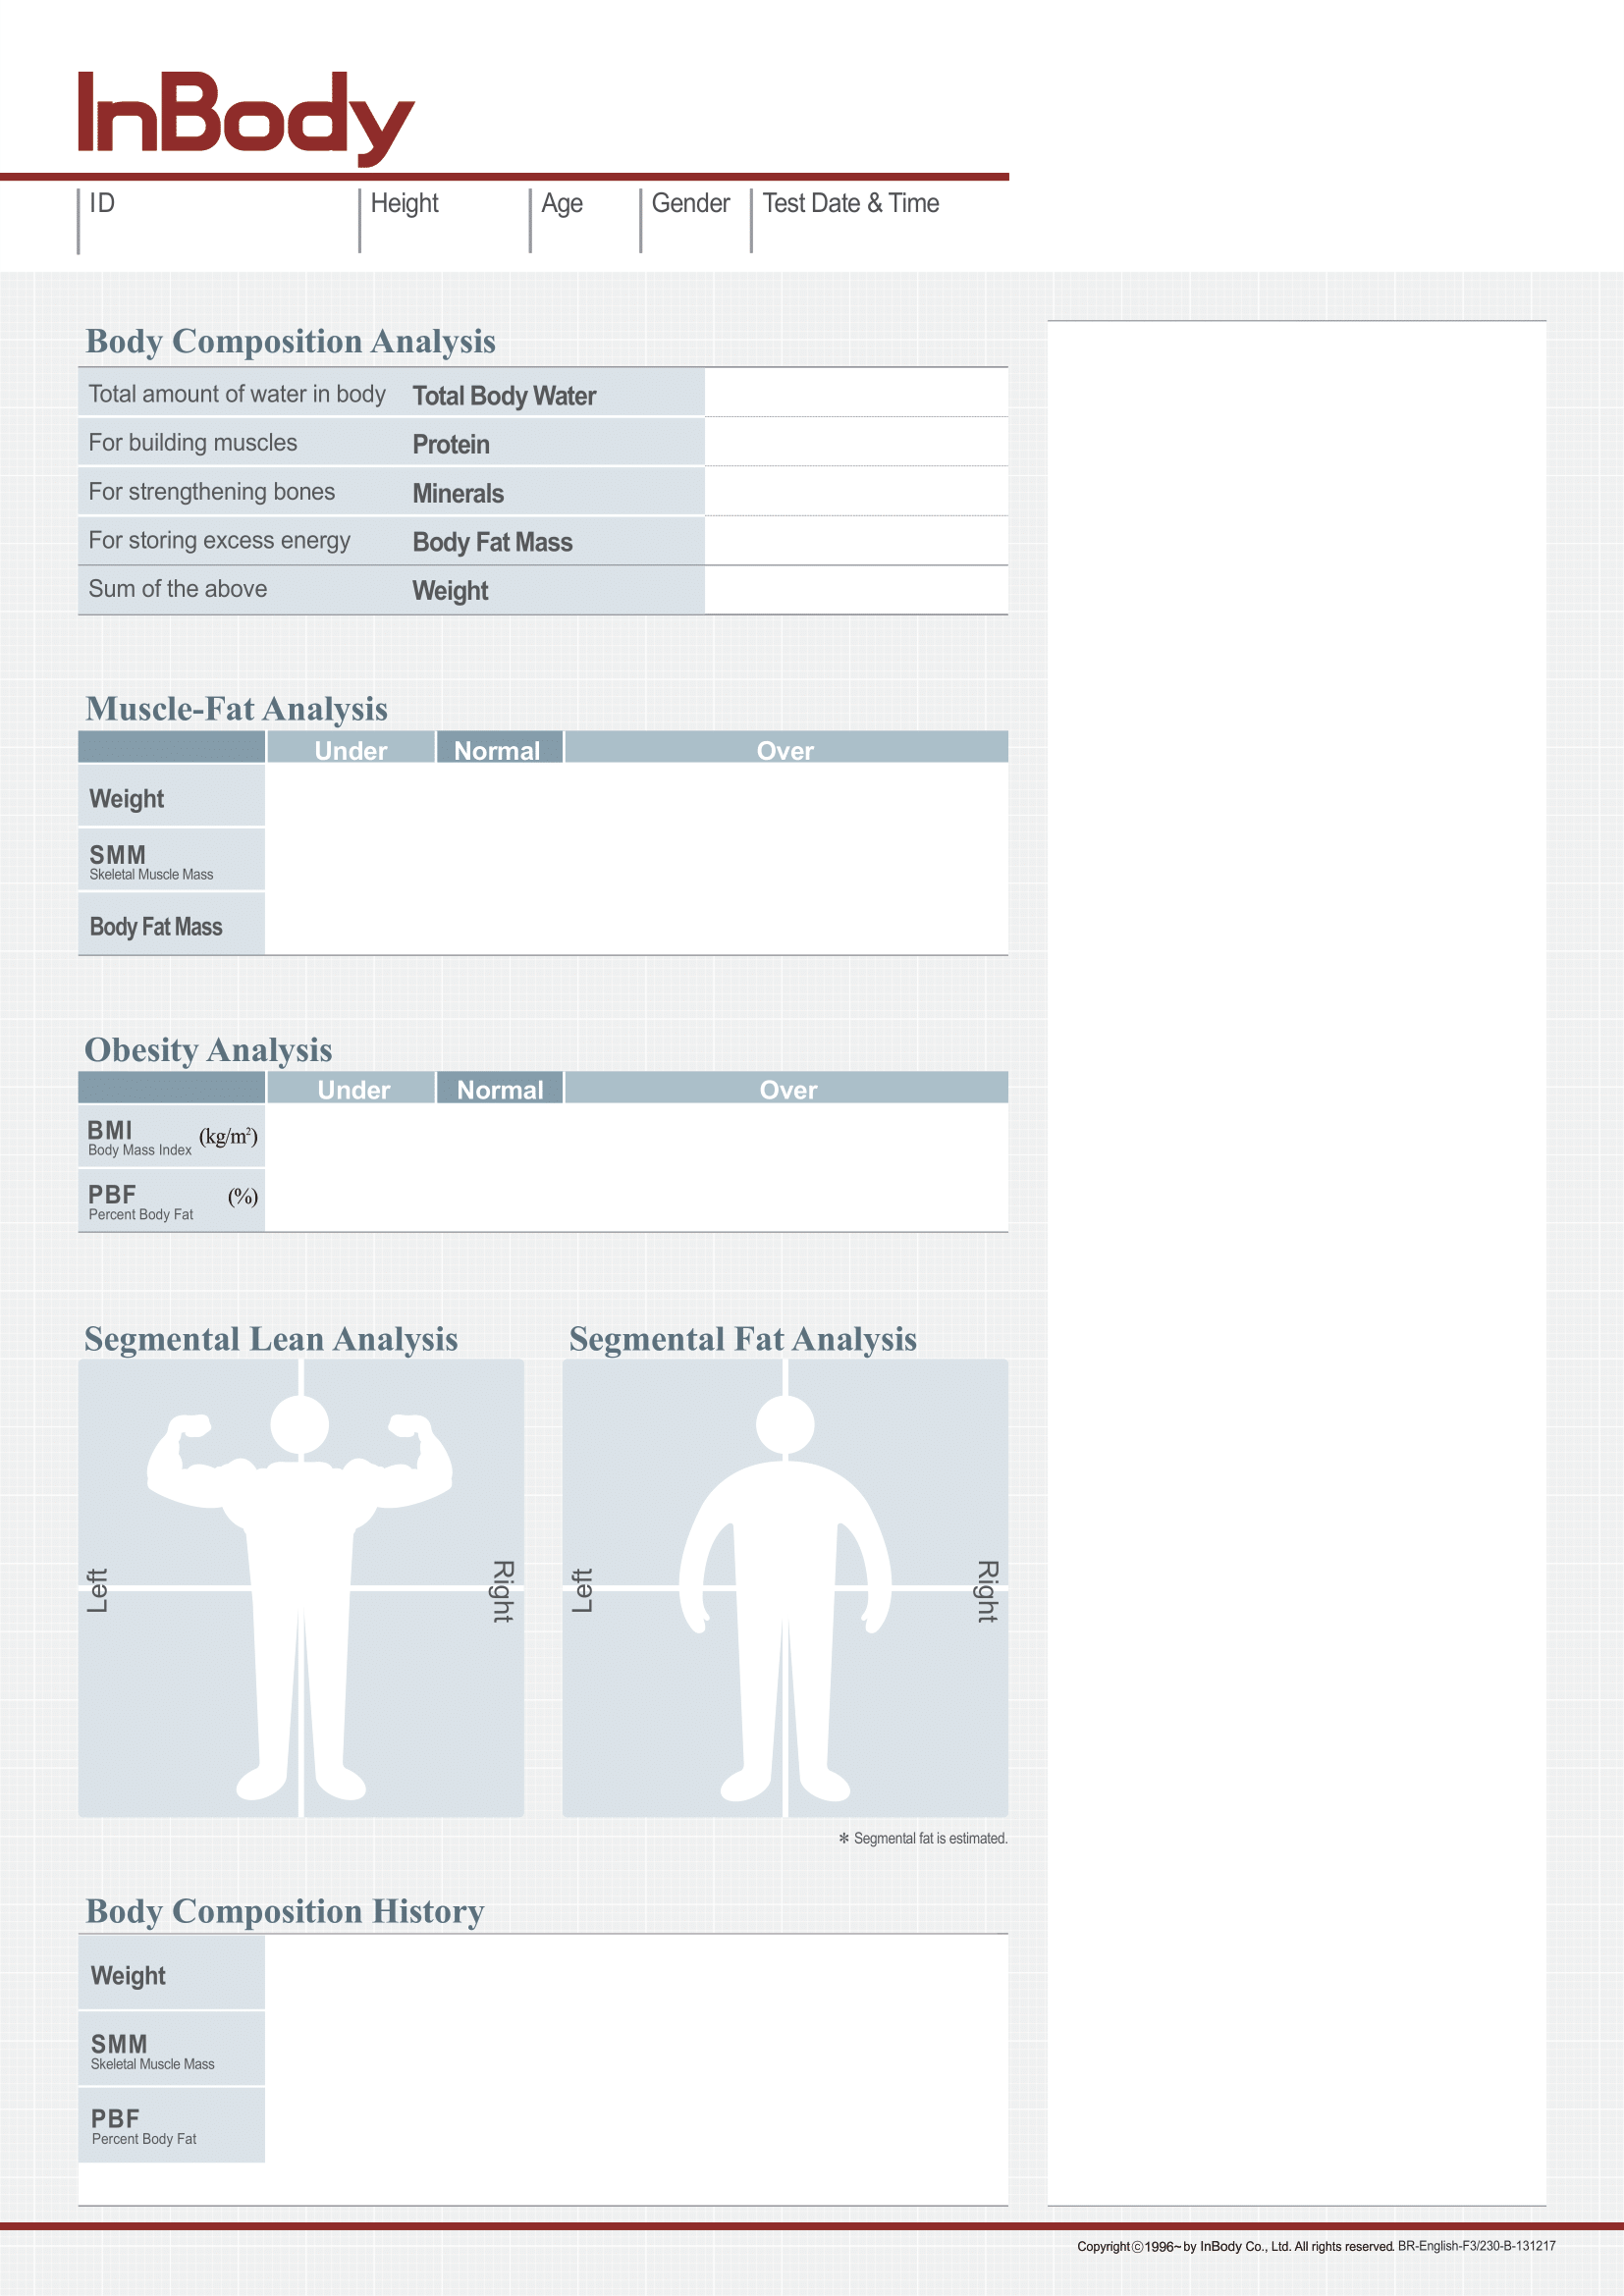 InBody
ID Height Age Gender Test Date & Time
Body Composition Analysis
Total amount of water in body Total Body Water
For building muscles Protein
For strengthening bones Minerals
For storing excess energy Body Fat Mass
Sum of the above Weight
Muscle-Fat Analysis
Under Normal Over
Weight
SMM
Skeletal Muscle Mass
Body Fat Mass
Obesity Analysis
Under Normal Over
BMI (kg/m²)
Body Mass Index
PBF (%)
Percent Body Fat
Segmental Lean Analysis
Left Right
Segmental Fat Analysis
Left Right
* Segmental fat is estimated.
Body Composition History
Weight
SMM
Skeletal Muscle Mass
PBF
Percent Body Fat
Copyright©1996~by InBody Co., Ltd. All rights reserved. BR-English-F3/230-B-131217